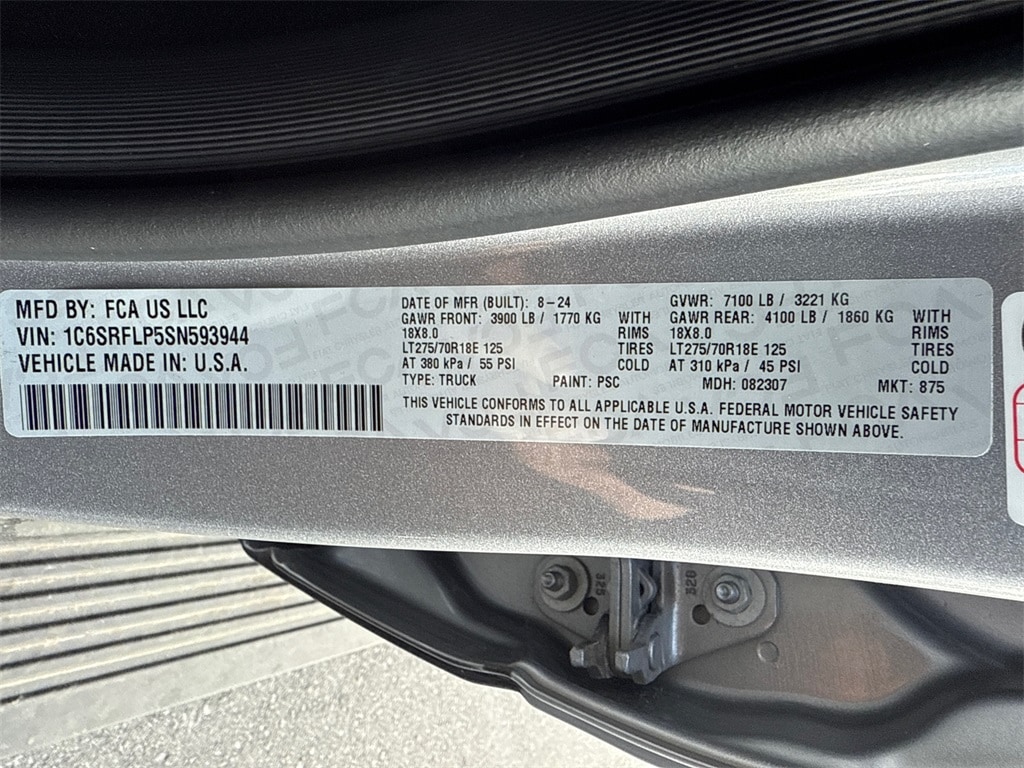 MFD BY: FCA US LLC
VIN: 1C6SRFLP5SN593944
VEHICLE MADE IN: U.S.A.
DATE OF MFR (BUILT): 8-24
GAWR FRONT: 3900 LB/ 1770 KG WITH
18X8.0 RIMS
LT275/70R18E 125 TIRES
AT 380 kPa / 55 PSI COLD
TYPE: TRUCK PAINT: PSC
GVWR: 7100 LB / 3221 KG
GAWR REAR: 4100 LB/ 1860 KG WITH
18X8.0 RIMS
LT275/70R18E 125 TIRES
AT 310 kPa / 45 PSI COLD
MDH: 082307 MKT: 875
THIS VEHICLE CONFORMS TO ALL APPLICABLE U.S.A. FEDERAL MOTOR VEHICLE SAFETY
STANDARDS IN EFFECT ON THE DATE OF MANUFACTURE SHOWN ABOVE.